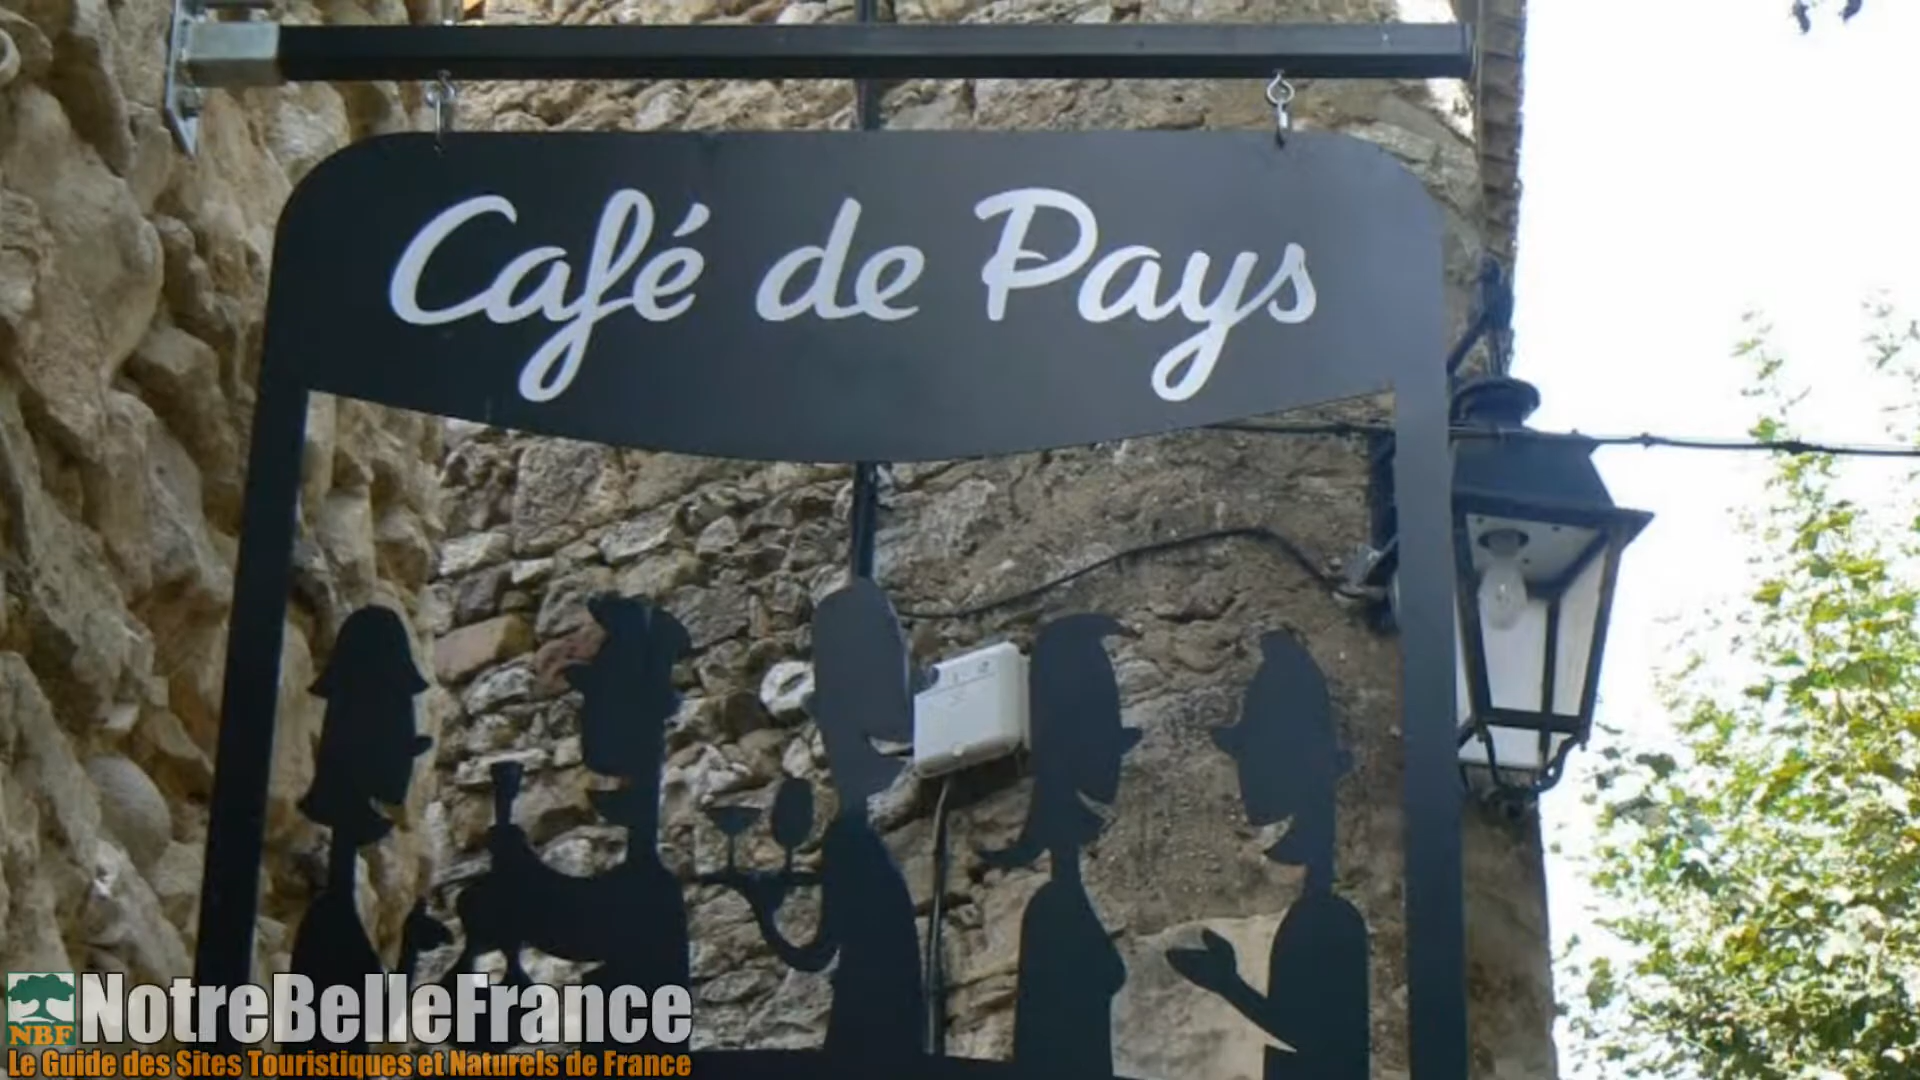 Café de Pays
NotreBelleFrance
NBF
Le Guide des Sites Touristiques et Naturels de France